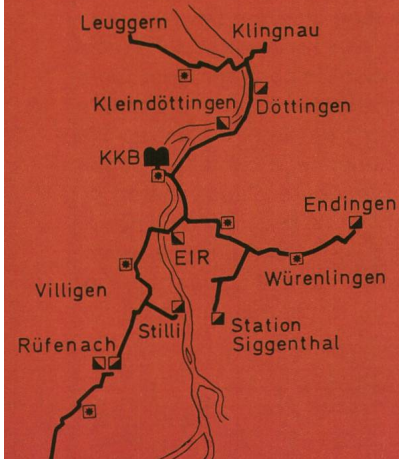 Leuggern
Klingnau
Kleindöttingen
Döttingen
KKB
Endingen
EIR
Würenlingen
Villigen
Stilli
Station
Siggenthal
Rüfenach